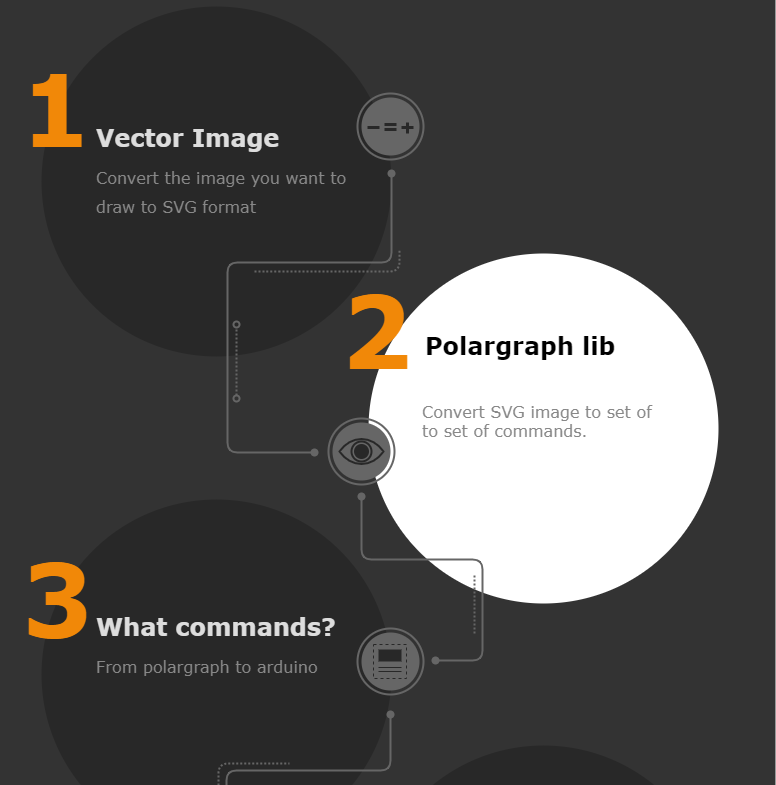 1
Vector Image
Convert the image you want to
draw to SVG format
2
Polargraph lib
Convert SVG image to set of
to set of commands.
3
What commands?
From polargraph to arduino